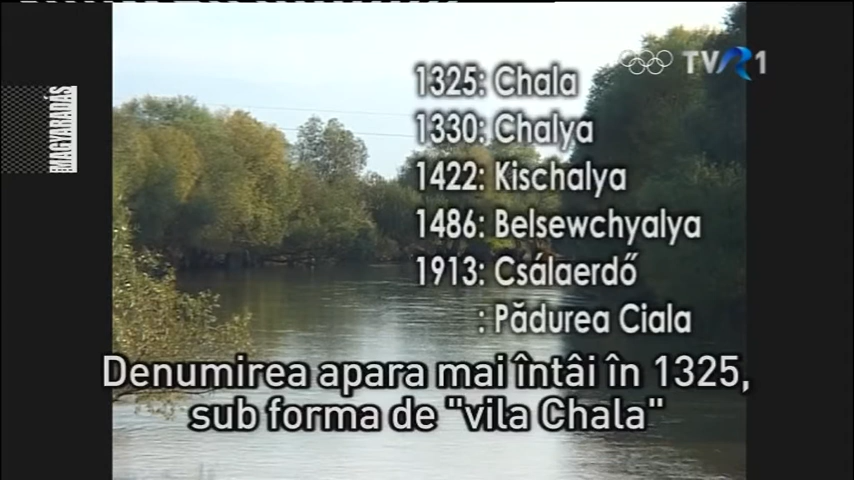 TVR1
MAGYARADÁS
1325: Chala
1330: Chalya
1422: Kischalya
1486: Belsewchyalya
1913: Csálaerdő
: Pădurea Ciala
Denumirea apara mai întâi în 1325,
sub forma de "vila Chala"